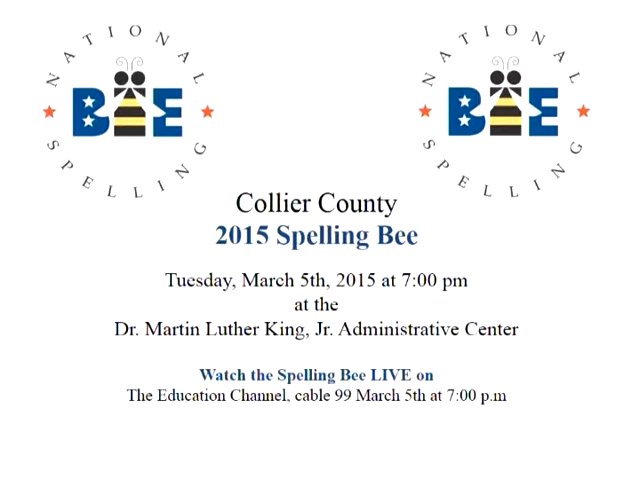 NATIONAL
BEE
SPELLING
NATIONAL
BEE
SPELLING
Collier County
2015 Spelling Bee
Tuesday, March 5th, 2015 at 7:00 pm
at the
Dr. Martin Luther King, Jr. Administrative Center
Watch the Spelling Bee LIVE on
The Education Channel, cable 99 March 5th at 7:00 p.m